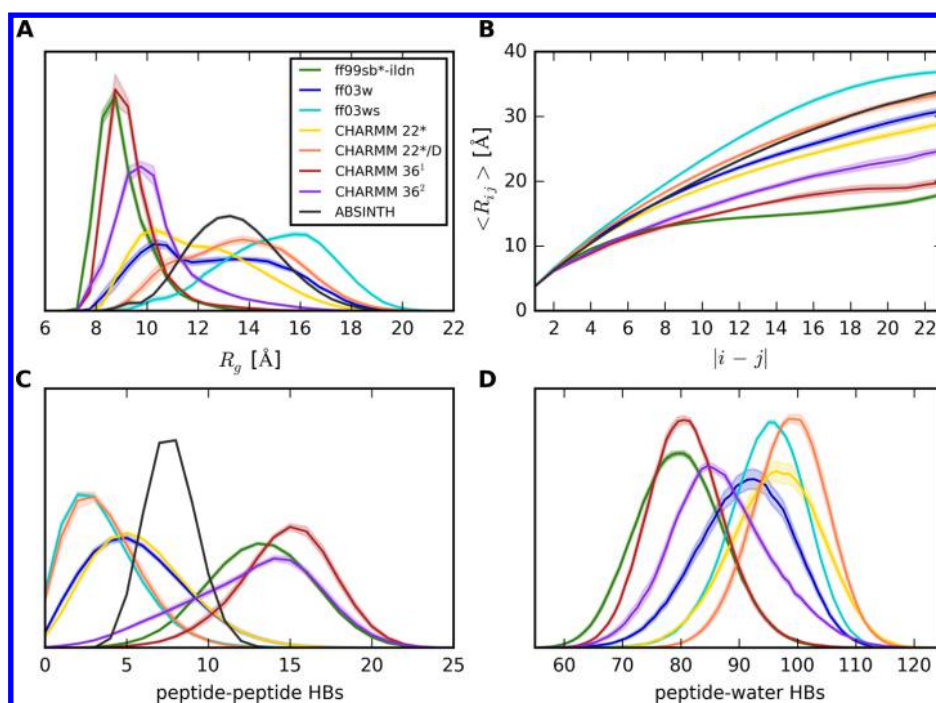 A
6 8 10 12 14 16 18 20 22
R_g [Å]
ff99sb*-ildn
ff03w
ff03ws
CHARMM 22*
CHARMM 22*/D
CHARMM 36¹
CHARMM 36²
ABSINTH
B
40
30
20
10
0
2 4 6 8 10 12 14 16 18 20 22
<R_ij> [Å]
|i − j|
C
0 5 10 15 20 25
peptide-peptide HBs
D
60 70 80 90 100 110 120
peptide-water HBs